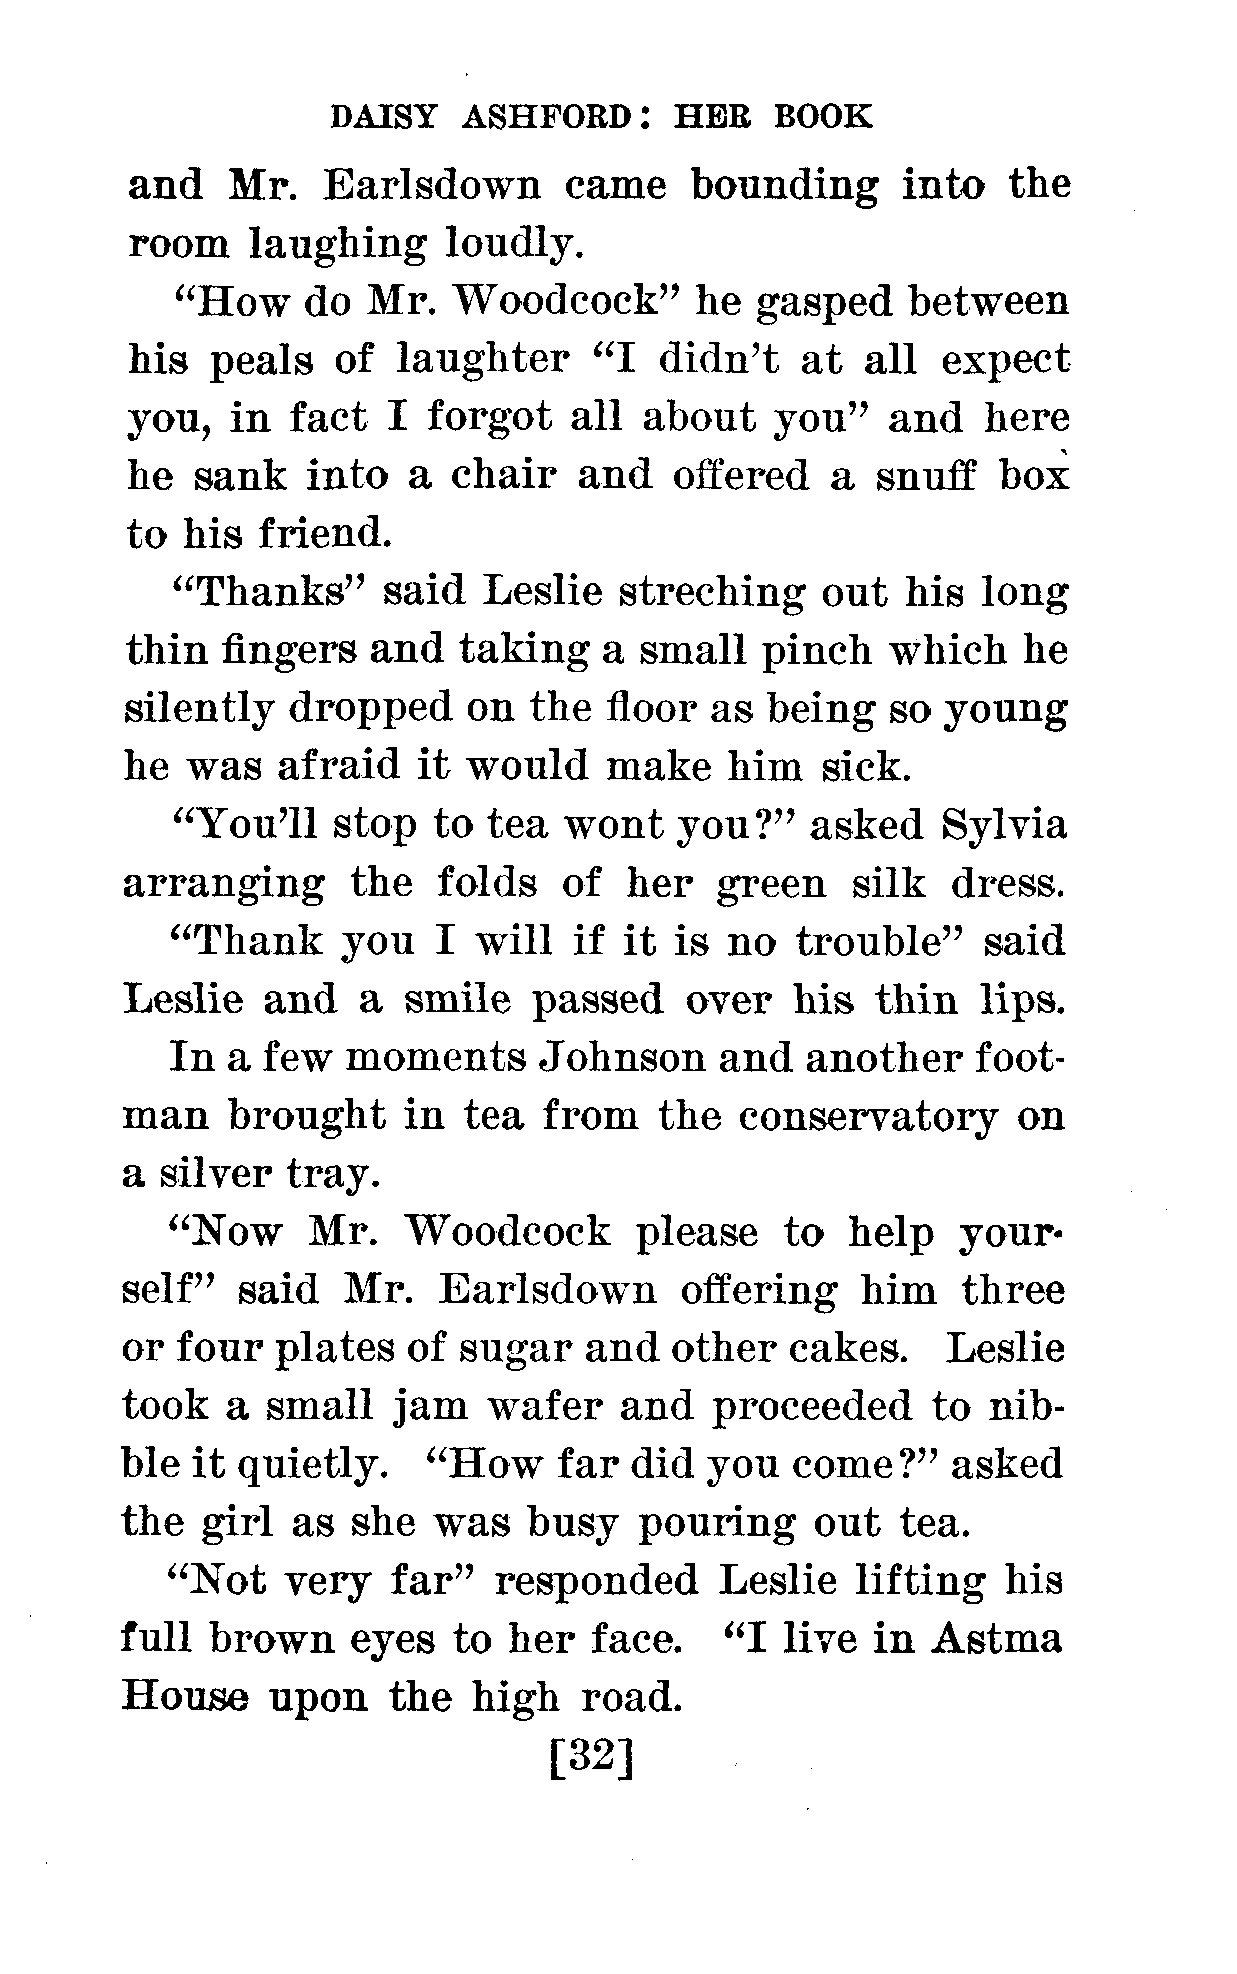 DAISY ASHFORD: HER BOOK
and Mr. Earlsdown came bounding into the
room laughing loudly.
“How do Mr. Woodcock” he gasped between
his peals of laughter “I didn’t at all expect
you, in fact I forgot all about you” and here
he sank into a chair and offered a snuff box
to his friend.
“Thanks” said Leslie streching out his long
thin fingers and taking a small pinch which he
silently dropped on the floor as being so young
he was afraid it would make him sick.
“You’ll stop to tea wont you?” asked Sylvia
arranging the folds of her green silk dress.
“Thank you I will if it is no trouble” said
Leslie and a smile passed over his thin lips.
In a few moments Johnson and another foot-
man brought in tea from the conservatory on
a silver tray.
“Now Mr. Woodcock please to help your-
self” said Mr. Earlsdown offering him three
or four plates of sugar and other cakes. Leslie
took a small jam wafer and proceeded to nib-
ble it quietly. “How far did you come?” asked
the girl as she was busy pouring out tea.
“Not very far” responded Leslie lifting his
full brown eyes to her face. “I live in Astma
House upon the high road.
[32]